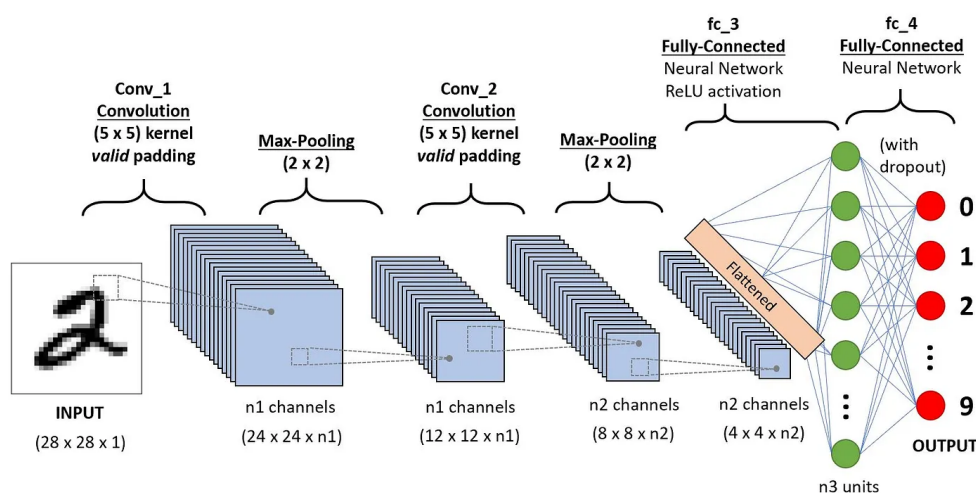 fc_3
Fully-Connected
Neural Network
ReLU activation
fc_4
Fully-Connected
Neural Network
Conv_1
Convolution
(5 x 5) kernel
valid padding
Max-Pooling
(2 x 2)
Conv_2
Convolution
(5 x 5) kernel
valid padding
Max-Pooling
(2 x 2)
(with
dropout)
Flattened
0
1
2
9
2
INPUT
(28 x 28 x 1)
n1 channels
(24 x 24 x n1)
n1 channels
(12 x 12 x n1)
n2 channels
(8 x 8 x n2)
n2 channels
(4 x 4 x n2)
OUTPUT
n3 units